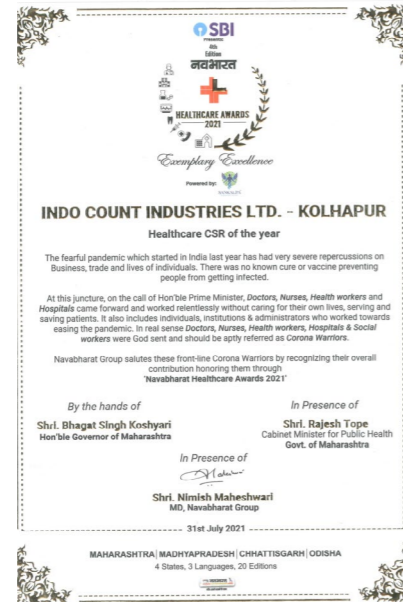 SBI
PRESENTS
4th
Edition
नवभारत
HEALTHCARE AWARDS
2021
Exemplary Excellence
Powered by:
INDO COUNT INDUSTRIES LTD. - KOLHAPUR
Healthcare CSR of the year
The fearful pandemic which started in India last year has had very severe repercussions on
Business, trade and lives of individuals. There was no known cure or vaccine preventing
people from getting infected.
At this juncture, on the call of Hon'ble Prime Minister, Doctors, Nurses, Health workers and
Hospitals came forward and worked relentlessly without caring for their own lives, serving and
saving patients. It also includes individuals, institutions & administrators who worked towards
easing the pandemic. In real sense Doctors, Nurses, Health workers, Hospitals & Social
workers were God sent and should be aptly referred as Corona Warriors.
Navabharat Group salutes these front-line Corona Warriors by recognizing their overall
contribution honoring them through
'Navabharat Healthcare Awards 2021'
By the hands of
Shri. Bhagat Singh Koshyari
Hon'ble Governor of Maharashtra
In Presence of
Shri. Rajesh Tope
Cabinet Minister for Public Health
Govt. of Maharashtra
In Presence of
Shri. Nimish Maheshwari
MD, Navabharat Group
31st July 2021
MAHARASHTRA| MADHYAPRADESH| CHHATTISGARH| ODISHA
4 States, 3 Languages, 20 Editions